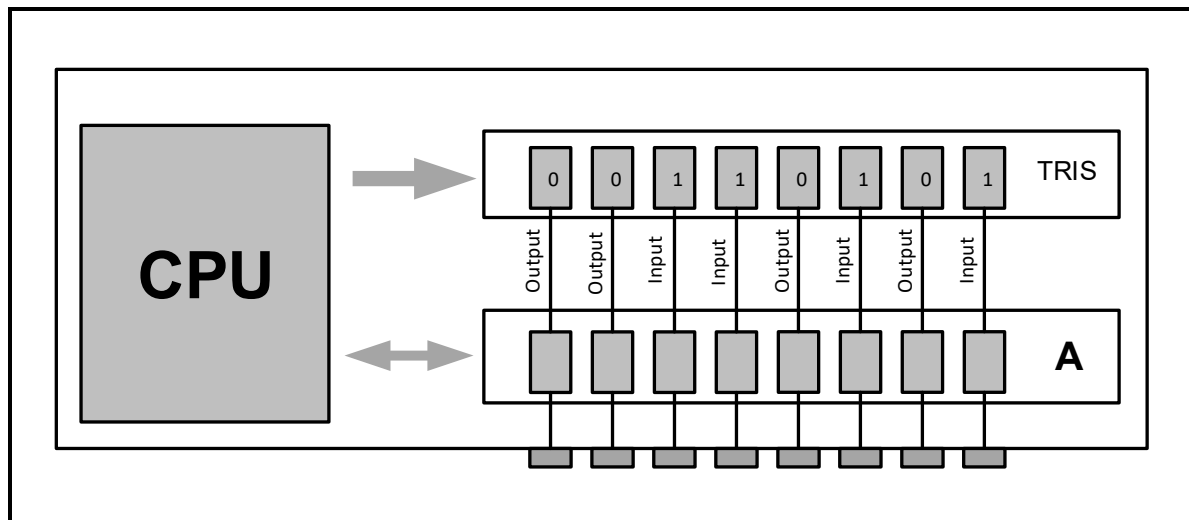 CPU
0 0 1 1 0 1 0 1 TRIS
Output Output Input Input Output Input Output Input
A